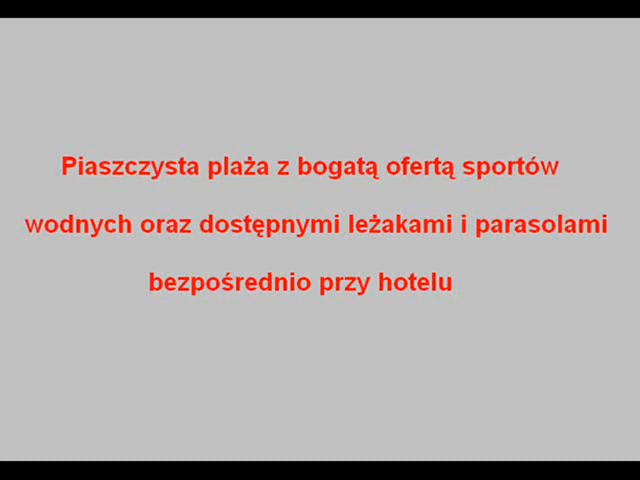 Piaszczysta plaża z bogatą ofertą sportów
wodnych oraz dostępnymi leżakami i parasolami
bezpośrednio przy hotelu